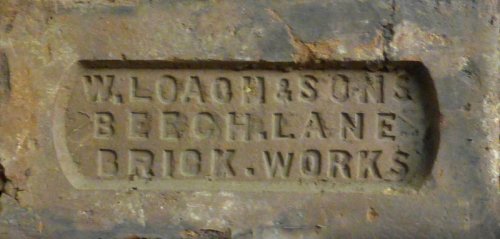 W. LOACH & SONS
BEECH. LANE
BRICK. WORKS